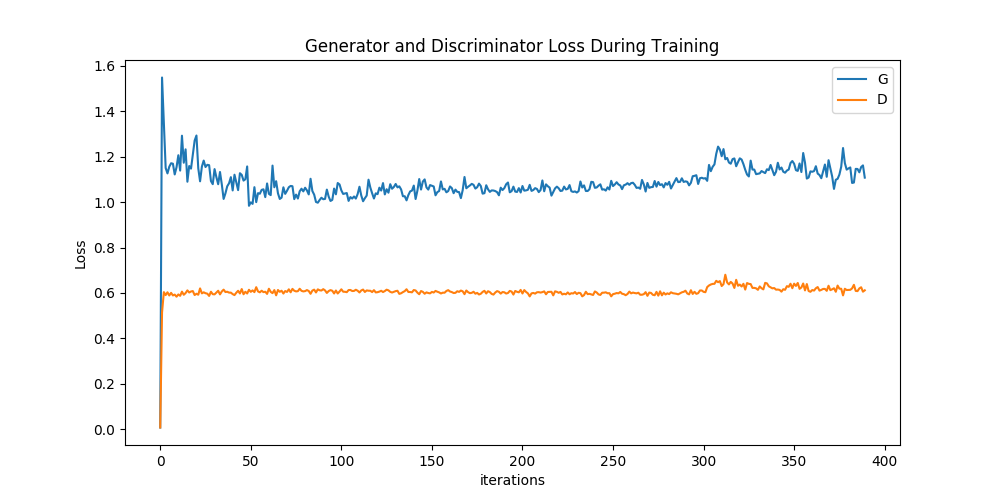 Generator and Discriminator Loss During Training
G
D
Loss
1.6
1.4
1.2
1.0
0.8
0.6
0.4
0.2
0.0
0 50 100 150 200 250 300 350 400
iterations